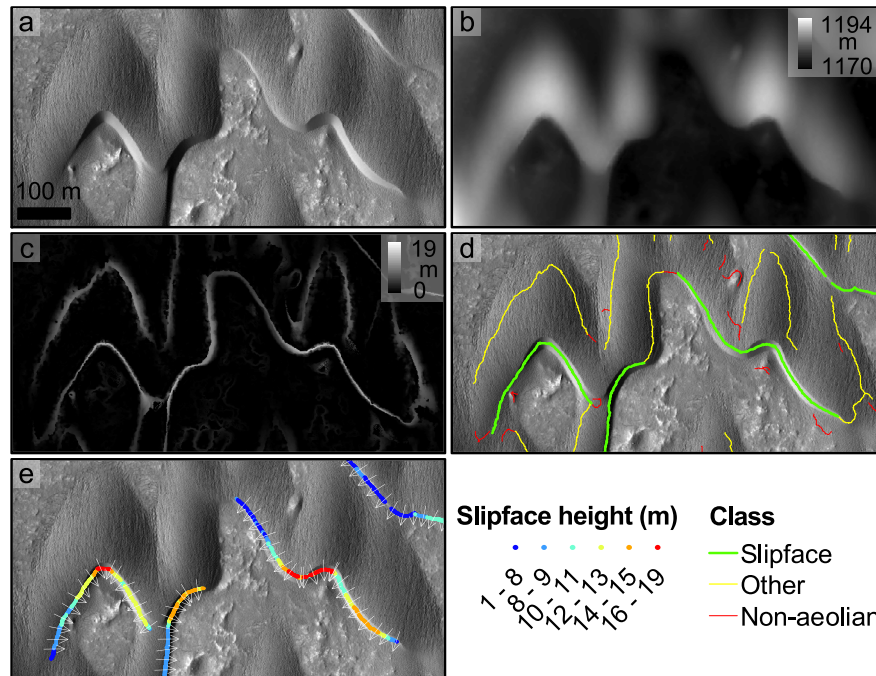 a
100 m
b
1194
m
1170
c
19
m
0
d
e
Slipface height (m)
1 - 8
8 - 9
10 - 11
12 - 13
14 - 15
16 - 19
Class
Slipface
Other
Non-aeolian